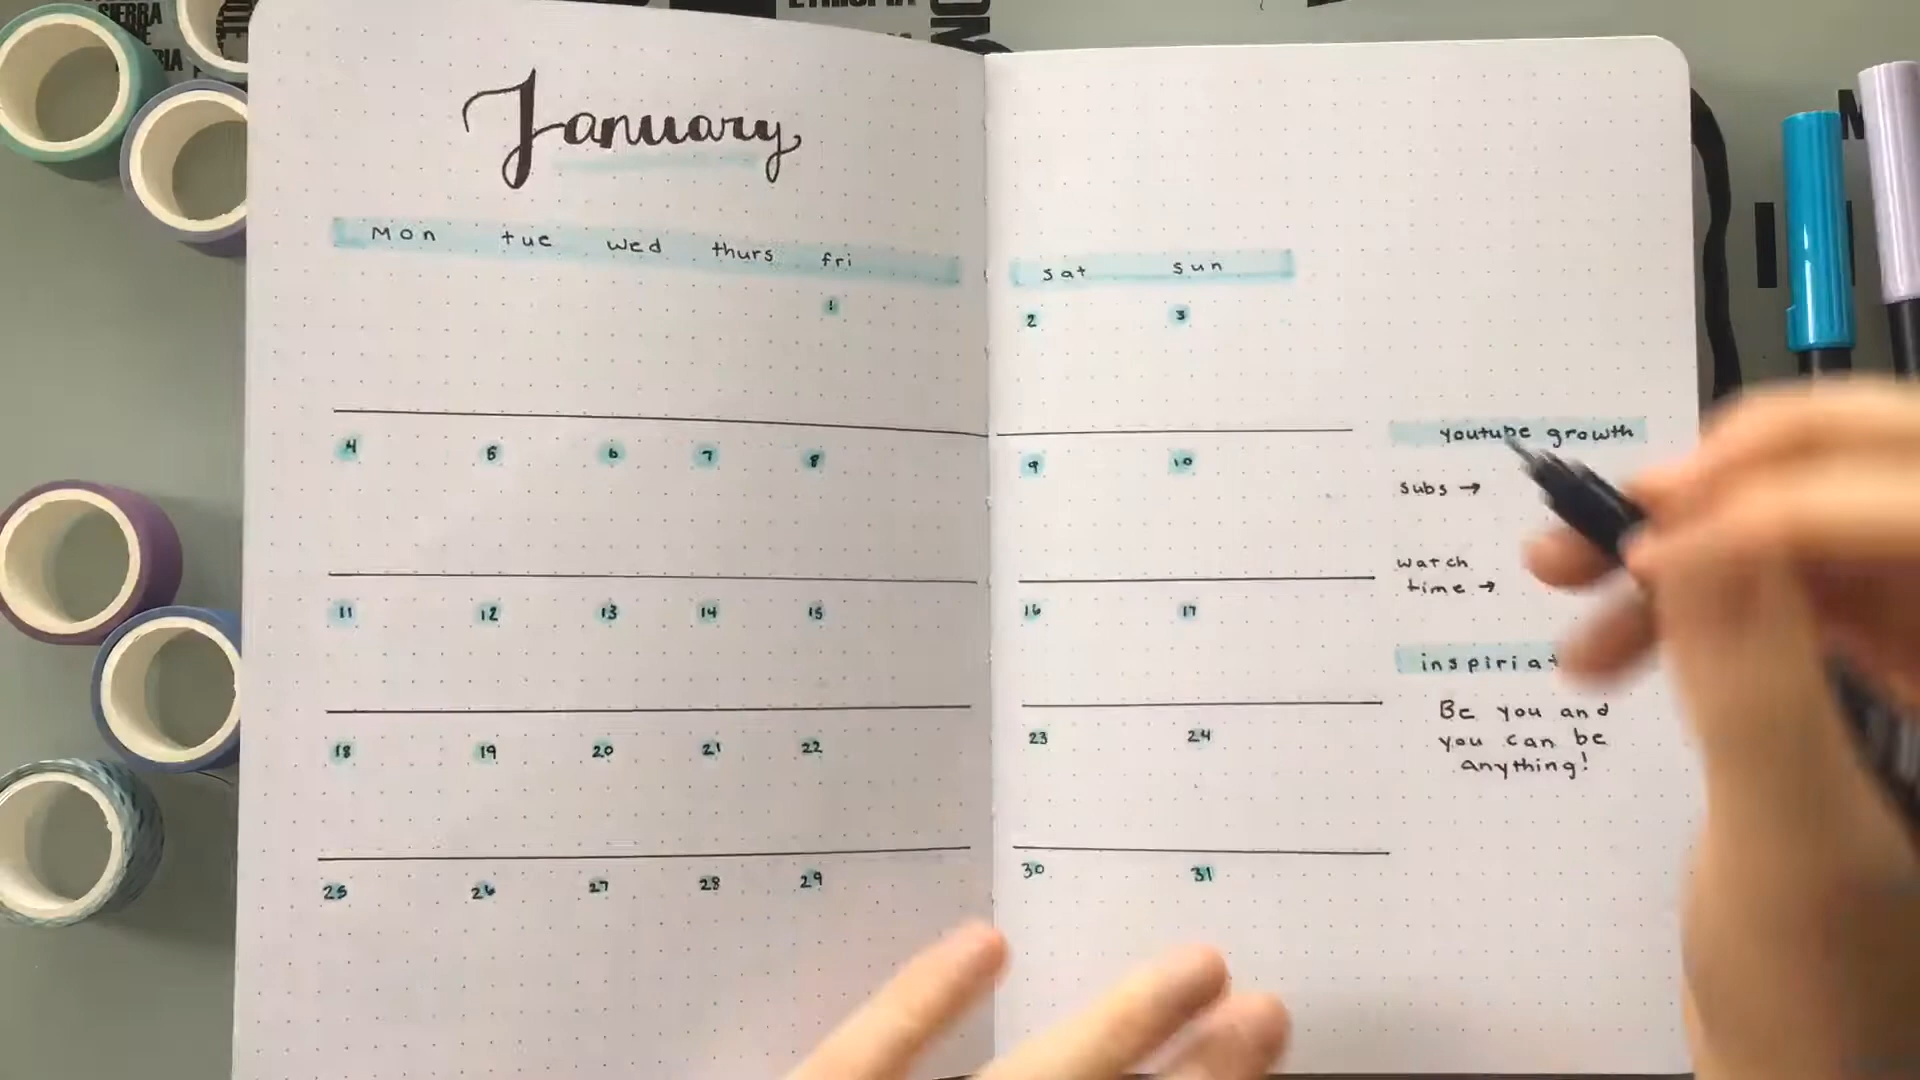 SIERRA
ETHIOPIA
January
Mon tue wed thurs fri
sat sun
1
2 3
4 5 6 7 8
9 10
11 12 13 14 15
16 17
18 19 20 21 22
23 24
25 26 27 28 29
30 31
youtube growth
subs →
watch
time →
Be you and
you can be
anything!